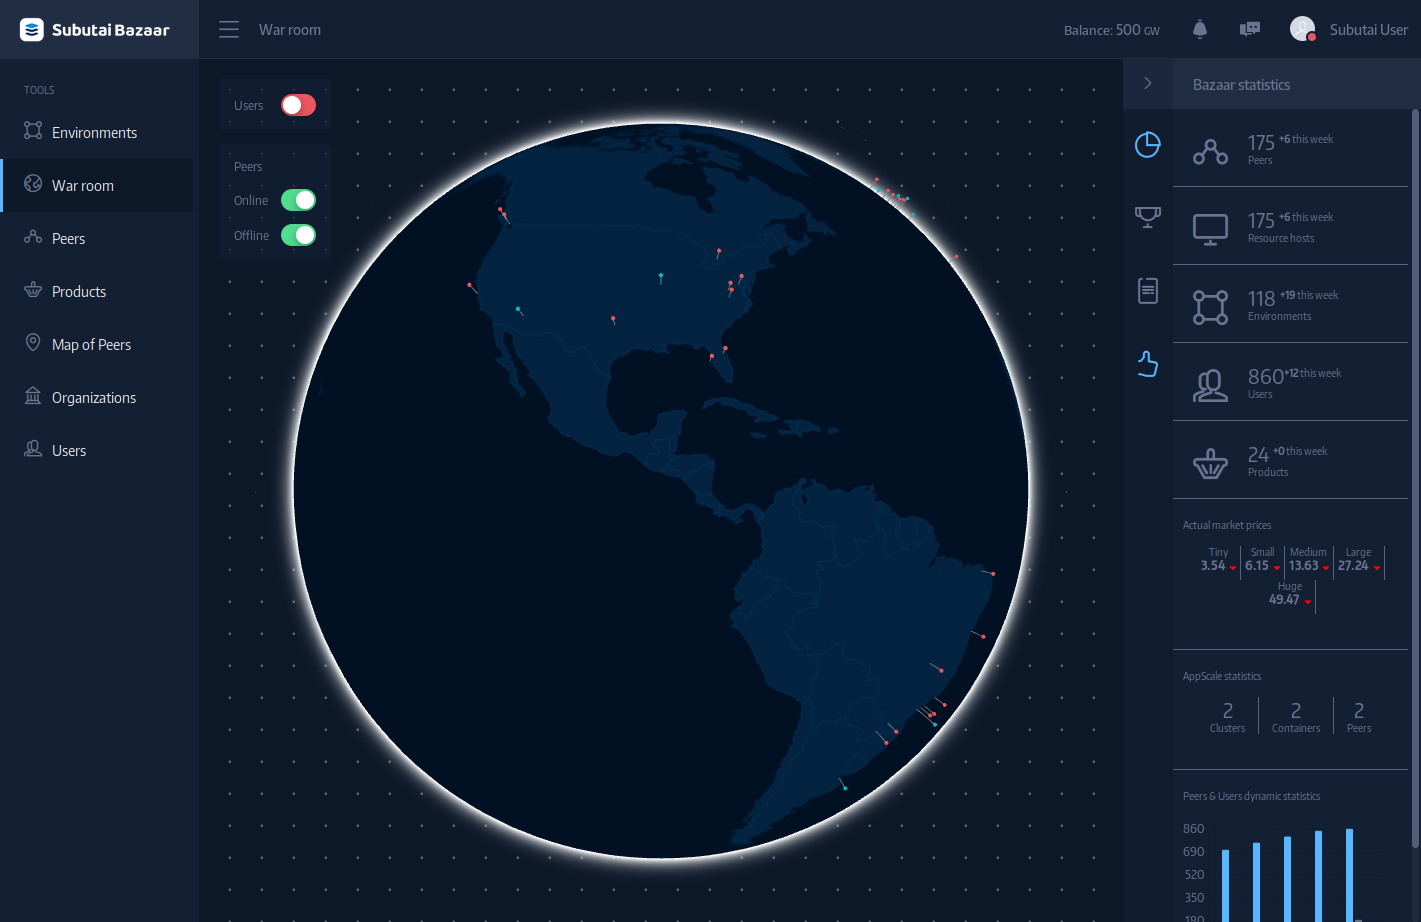 Subutai Bazaar
War room
Balance: 500 GW
Subutai User
TOOLS
Environments
War room
Peers
Products
Map of Peers
Organizations
Users
Users
Peers
Online
Offline
Bazaar statistics
175 +6 this week
Peers
175 +6 this week
Resource hosts
118 +19 this week
Environments
860 +12 this week
Users
24 +0 this week
Products
Actual market prices
Tiny Small Medium Large
3.54 6.15 13.63 27.24
Huge
49.47
AppScale statistics
2 2 2
Clusters Containers Peers
Peers & Users dynamic statistics
860
690
520
350
180